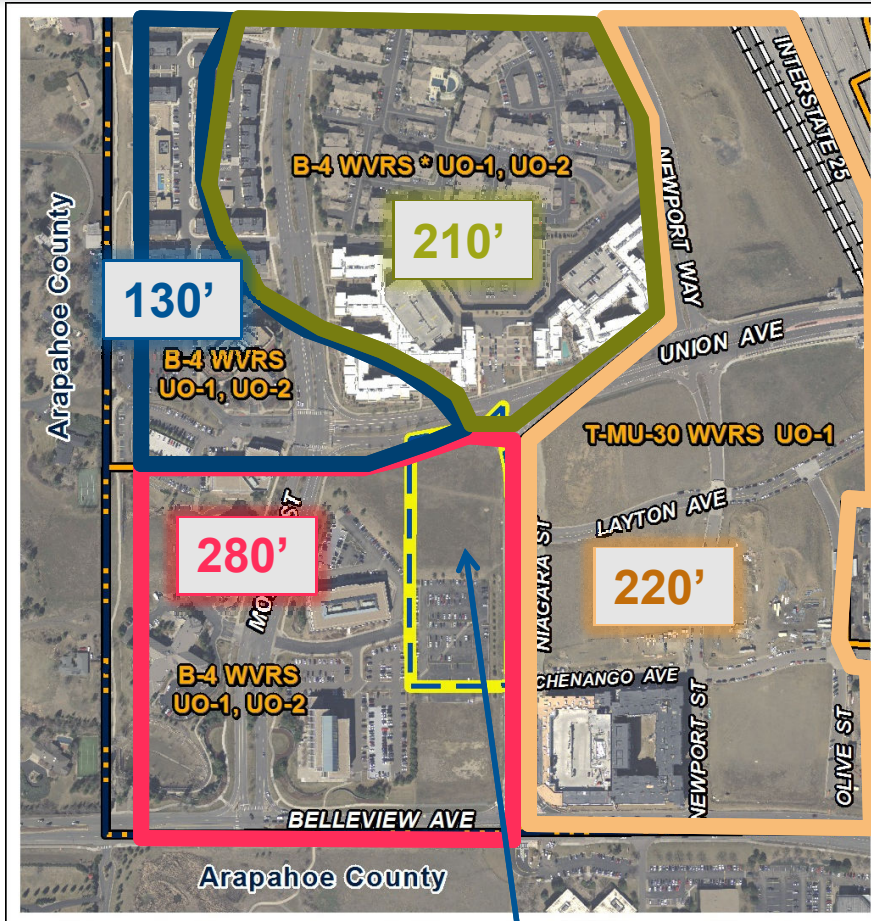 INTERSTATE 25
B-4 WVRS * UO-1, UO-2
NEWPORT WAY
Arapahoe County
210’
130’
UNION AVE
B-4 WVRS
UO-1, UO-2
T-MU-30 WVRS UO-1
LAYTON AVE
NIAGARA ST
280’
220’
B-4 WVRS
UO-1, UO-2
CHENANGO AVE
NEWPORT ST
OLIVE ST
BELLEVIEW AVE
Arapahoe County